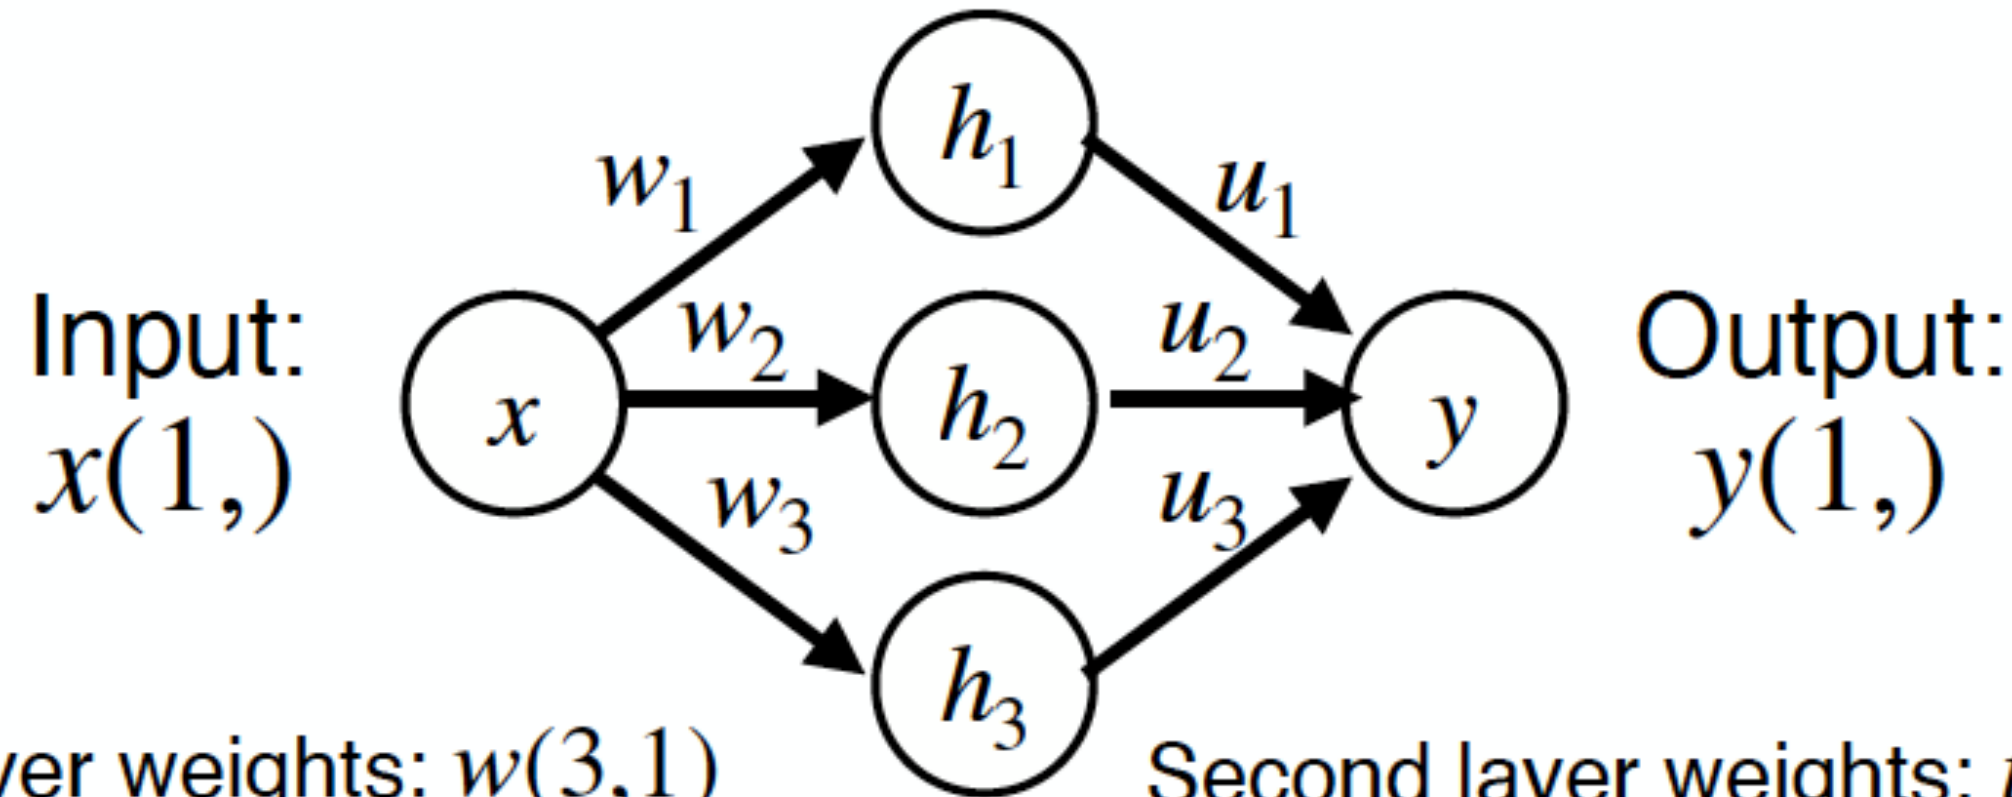 h₁
w₁
u₁
Input:
x(1,)
w₂
u₂
x
h₂
y
Output:
y(1,)
w₃
u₃
h₃
weights: w(3,1)
Second layer weights: